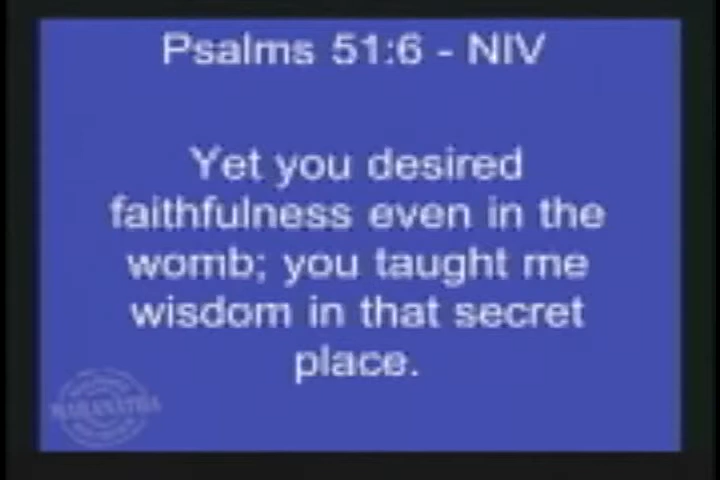 Psalms 51:6 - NIV
Yet you desired
faithfulness even in the
womb; you taught me
wisdom in that secret
place.
MARANATHA